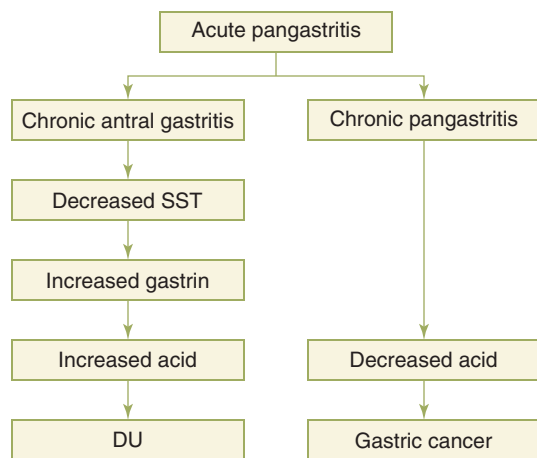 Acute pangastritis
Chronic antral gastritis
Chronic pangastritis
Decreased SST
Increased gastrin
Increased acid
Decreased acid
DU
Gastric cancer